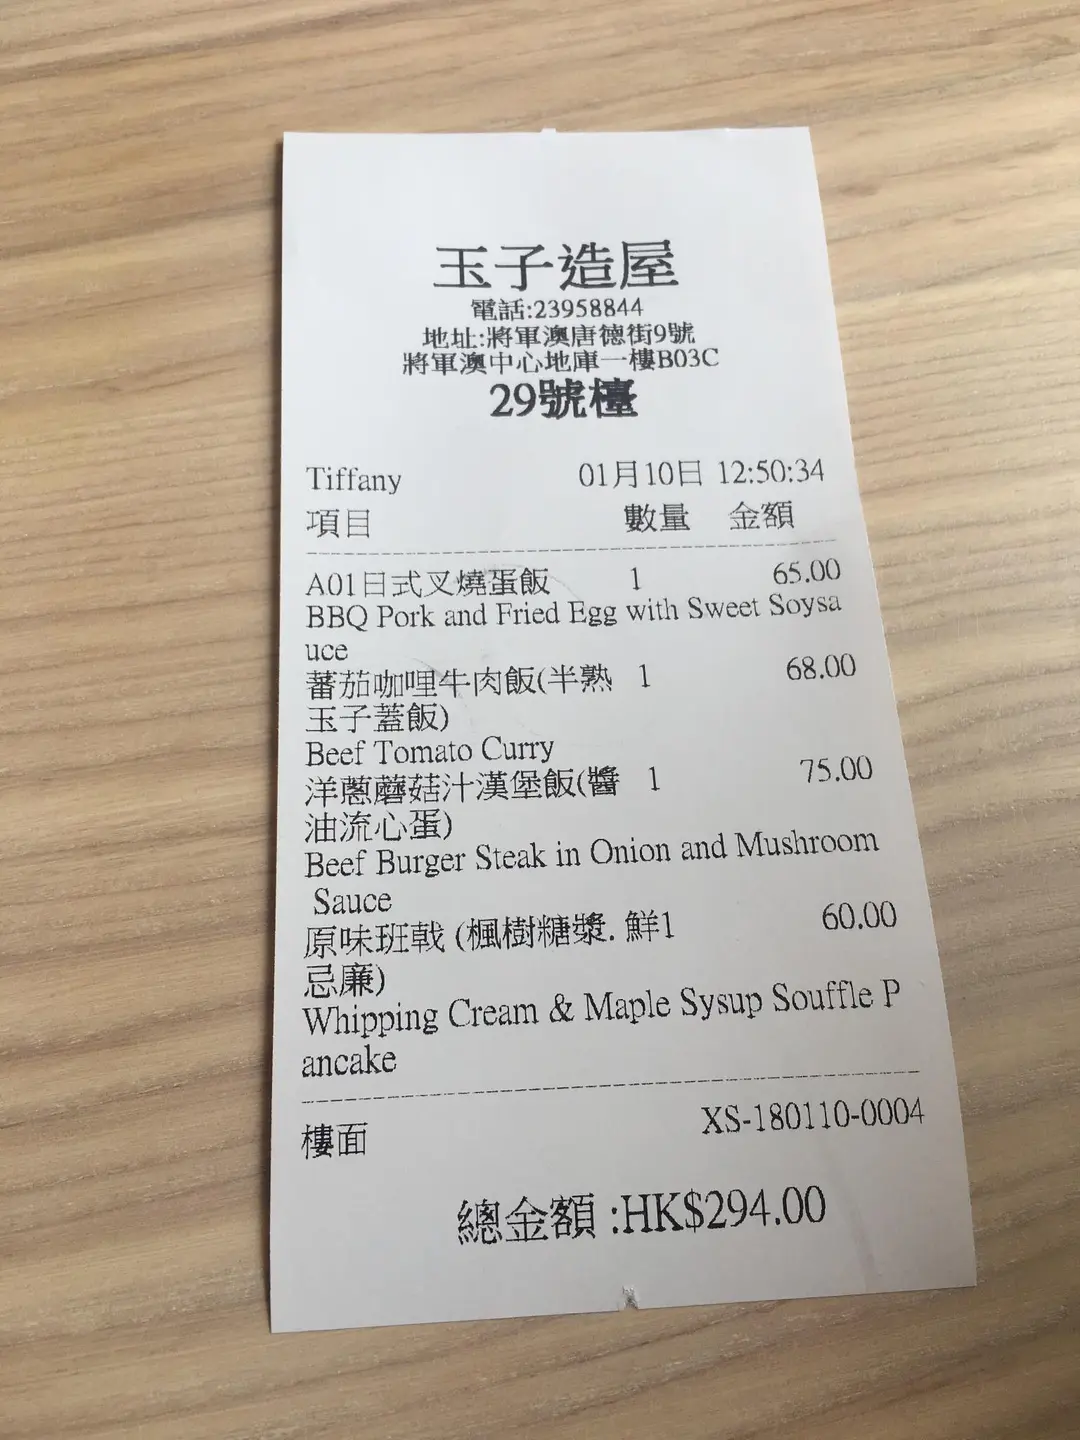 玉子造屋
電話:23958844
地址:將軍澳唐德街9號
將軍澳中心地庫一樓B03C
29號檯
Tiffany 01月10日 12:50:34
項目 數量 金額
A01日式叉燒蛋飯 1 65.00
BBQ Pork and Fried Egg with Sweet Soysa
uce
蕃茄咖哩牛肉飯(半熟 1 68.00
玉子蓋飯)
Beef Tomato Curry
洋蔥蘑菇汁漢堡飯(醬 1 75.00
油流心蛋)
Beef Burger Steak in Onion and Mushroom
Sauce
原味班戟 (楓樹糖漿. 鮮1 60.00
忌廉)
Whipping Cream & Maple Sysup Souffle P
ancake
樓面 XS-180110-0004
總金額 :HK$294.00